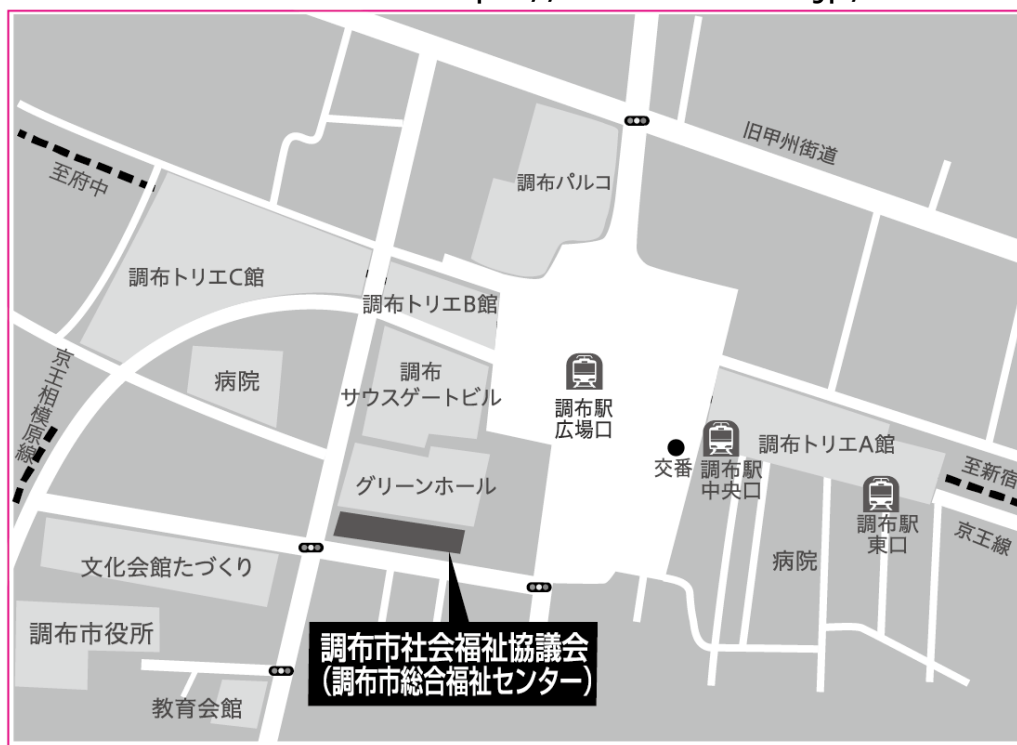 旧甲州街道
至府中
調布パルコ
調布トリエC館
調布トリエB館
調布
サウスゲートビル
病院
京王相模原線
調布駅
広場口
交番
調布駅
中央口
調布トリエA館
至新宿
調布駅
東口
京王線
グリーンホール
病院
文化会館たづくり
調布市役所
調布市社会福祉協議会
(調布市総合福祉センター)
教育会館